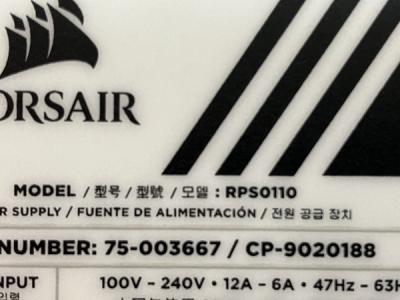 ORSAIR
MODEL / 型号 / 型號 / 모델 : RPS0110
R SUPPLY / FUENTE DE ALIMENTACIÓN / 전원 공급 장치
NUMBER: 75-003667 / CP-9020188
NPUT
100V - 240V • 12A - 6A • 47Hz - 63H